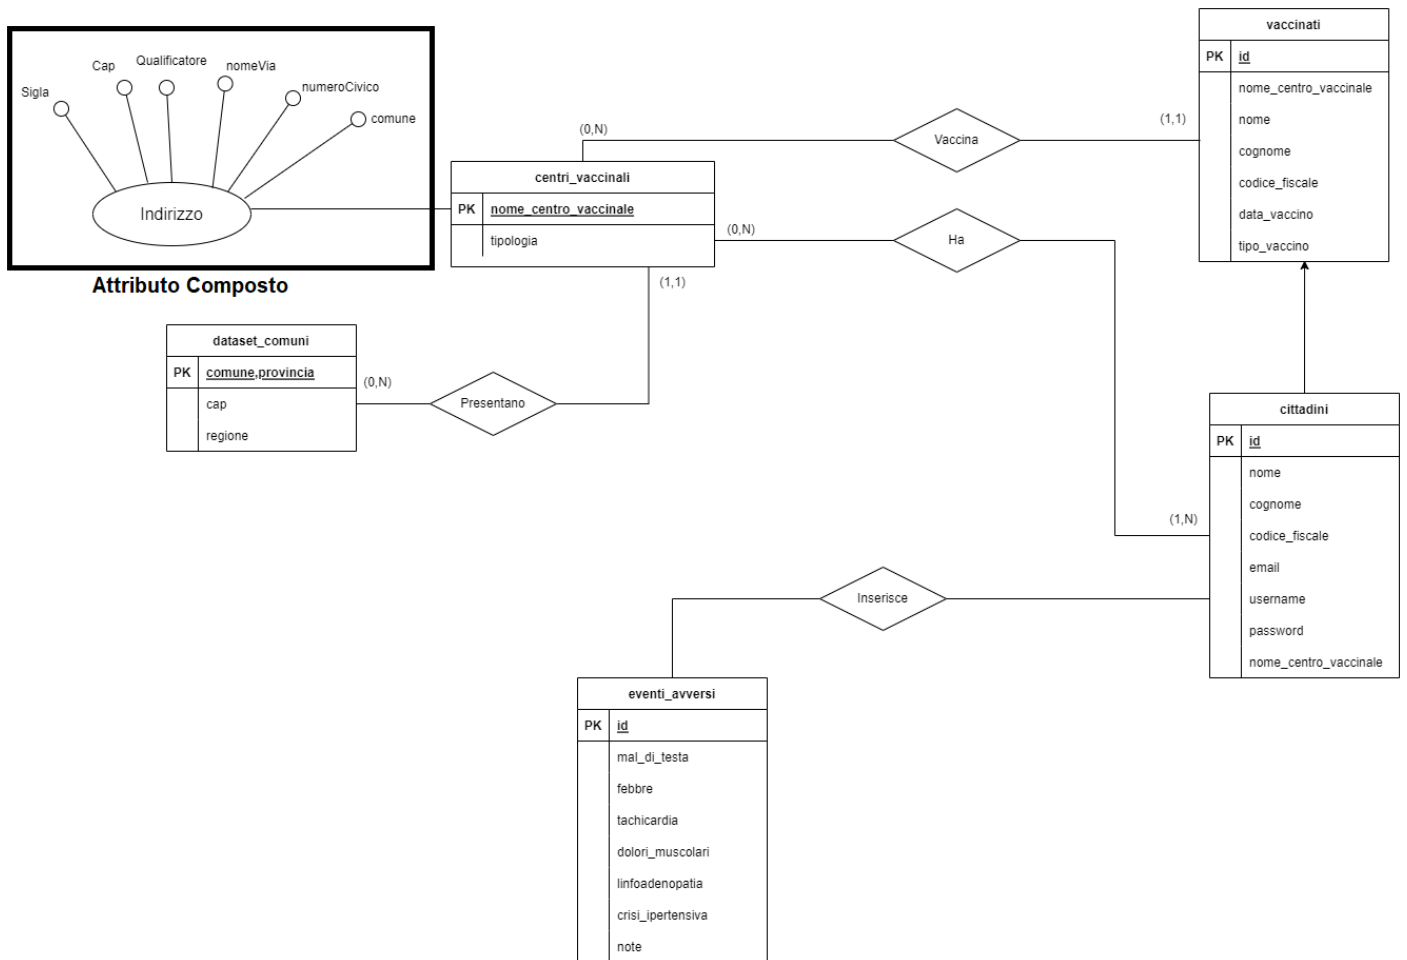 Sigla
Cap
Qualificatore
nomeVia
numeroCivico
comune
Indirizzo
Attributo Composto
centri_vaccinali
PK nome_centro_vaccinale
tipologia
(0,N)
Vaccina
(1,1)
(0,N)
Ha
(1,N)
(1,1)
vaccinati
PK id
nome_centro_vaccinale
nome
cognome
codice_fiscale
data_vaccino
tipo_vaccino
dataset_comuni
PK comune,provincia
cap
regione
(0,N)
Presentano
cittadini
PK id
nome
cognome
codice_fiscale
email
username
password
nome_centro_vaccinale
Inserisce
eventi_avversi
PK id
mal_di_testa
febbre
tachicardia
dolori_muscolari
linfoadenopatia
crisi_ipertensiva
note